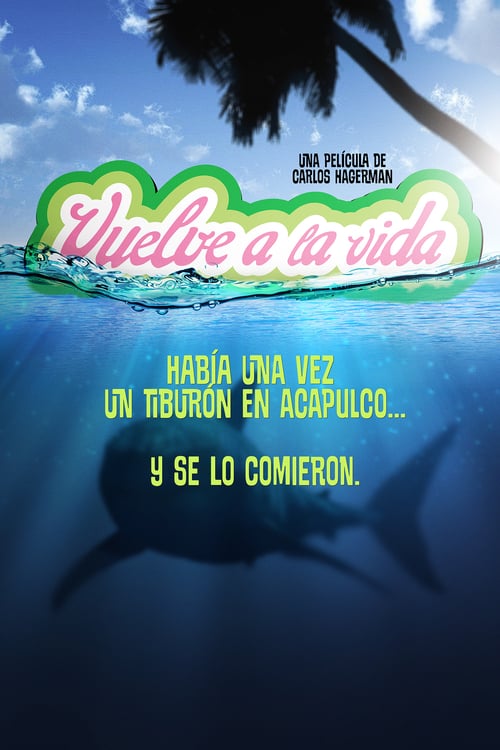 UNA PELÍCULA DE
CARLOS HAGERMAN
Vuelve a la vida
HABÍA UNA VEZ
UN TIBURÓN EN ACAPULCO...
Y SE LO COMIERON.